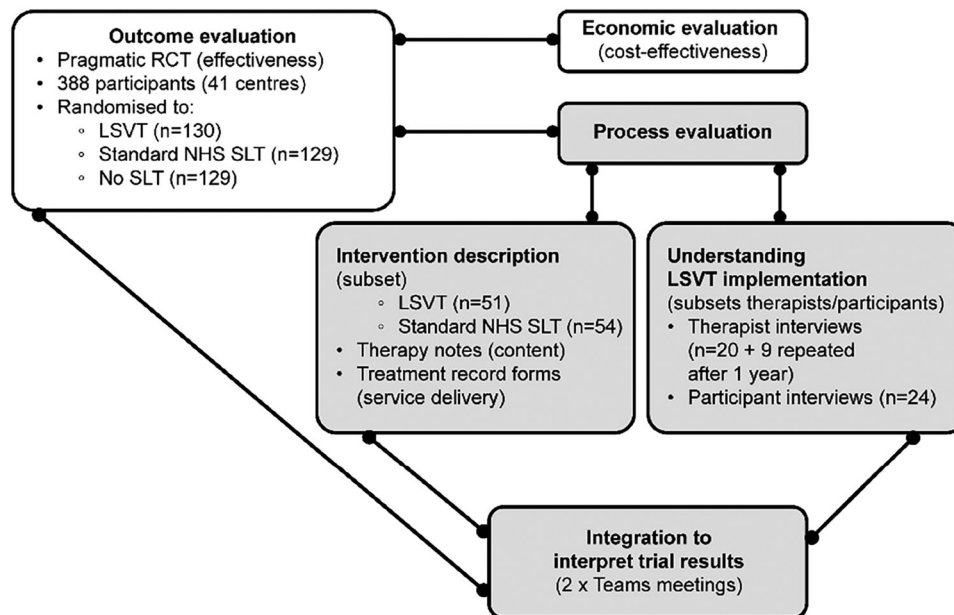 Outcome evaluation
• Pragmatic RCT (effectiveness)
• 388 participants (41 centres)
• Randomised to:
◦ LSVT (n=130)
◦ Standard NHS SLT (n=129)
◦ No SLT (n=129)
Economic evaluation
(cost-effectiveness)
Process evaluation
Intervention description
(subset)
◦ LSVT (n=51)
◦ Standard NHS SLT (n=54)
• Therapy notes (content)
• Treatment record forms
(service delivery)
Understanding
LSVT implementation
(subsets therapists/participants)
• Therapist interviews
(n=20 + 9 repeated
after 1 year)
• Participant interviews (n=24)
Integration to
interpret trial results
(2 x Teams meetings)